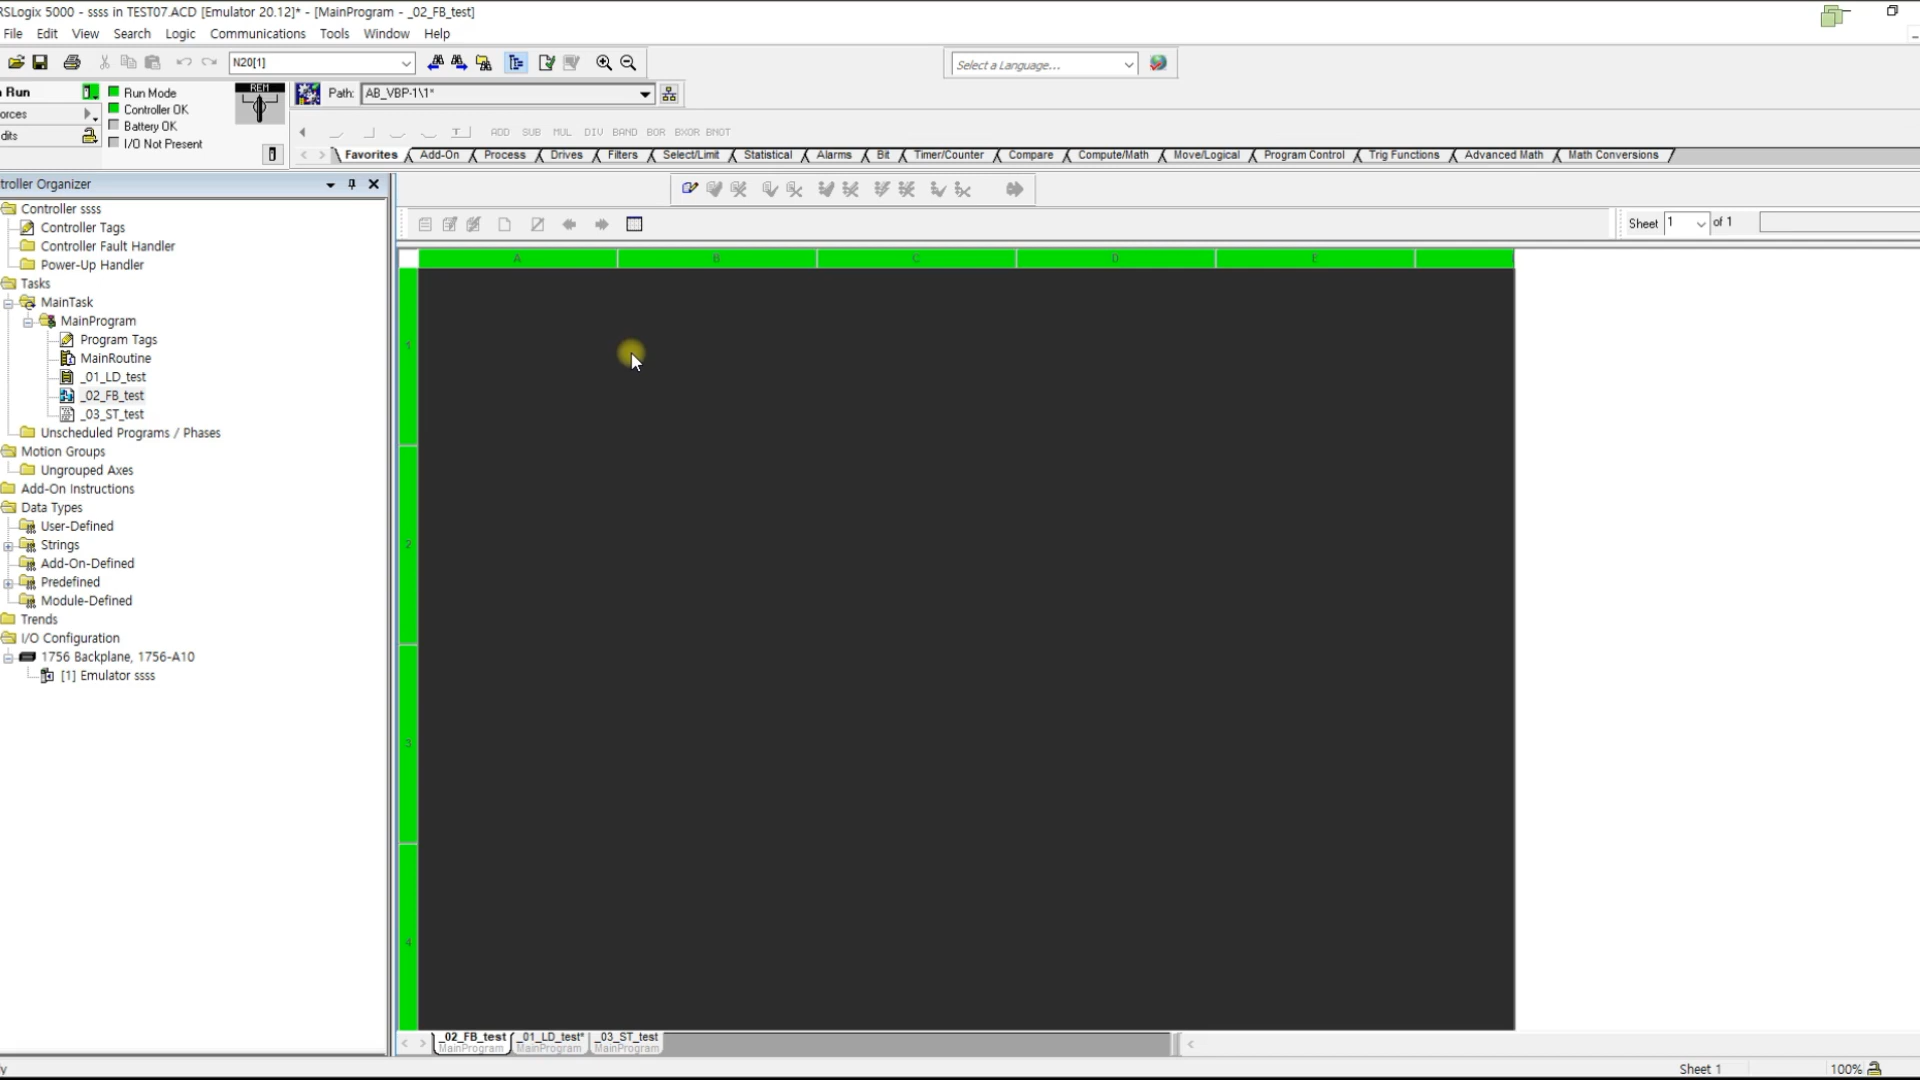 RSLogix 5000 - ssss in TEST07.ACD [Emulator 20.12]* - [MainProgram - _02_FB_test]
File Edit View Search Logic Communications Tools Window Help
N20[1]
Select a Language...
Run
Run Mode
REM
Path: AB_VBP-1\1*
orces
Controller OK
dits
Battery OK
I/O Not Present
ADD SUB MUL DIV BAND BOR BXOR BNOT
Favorites Add-On Process Drives Filters Select/Limit Statistical Alarms Bit Timer/Counter Compare Compute/Math Move/Logical Program Control Trig Functions Advanced Math Math Conversions
troller Organizer
Controller ssss
Controller Tags
Controller Fault Handler
Power-Up Handler
Tasks
MainTask
MainProgram
Program Tags
MainRoutine
_01_LD_test
_02_FB_test
_03_ST_test
Unscheduled Programs / Phases
Motion Groups
Ungrouped Axes
Add-On Instructions
Data Types
User-Defined
Strings
Add-On-Defined
Predefined
Module-Defined
Trends
I/O Configuration
1756 Backplane, 1756-A10
[1] Emulator ssss
Sheet 1 of 1
A B C D E
1
2
3
4
_02_FB_test _01_LD_test* _03_ST_test
MainProgram MainProgram MainProgram
y
Sheet 1 100%